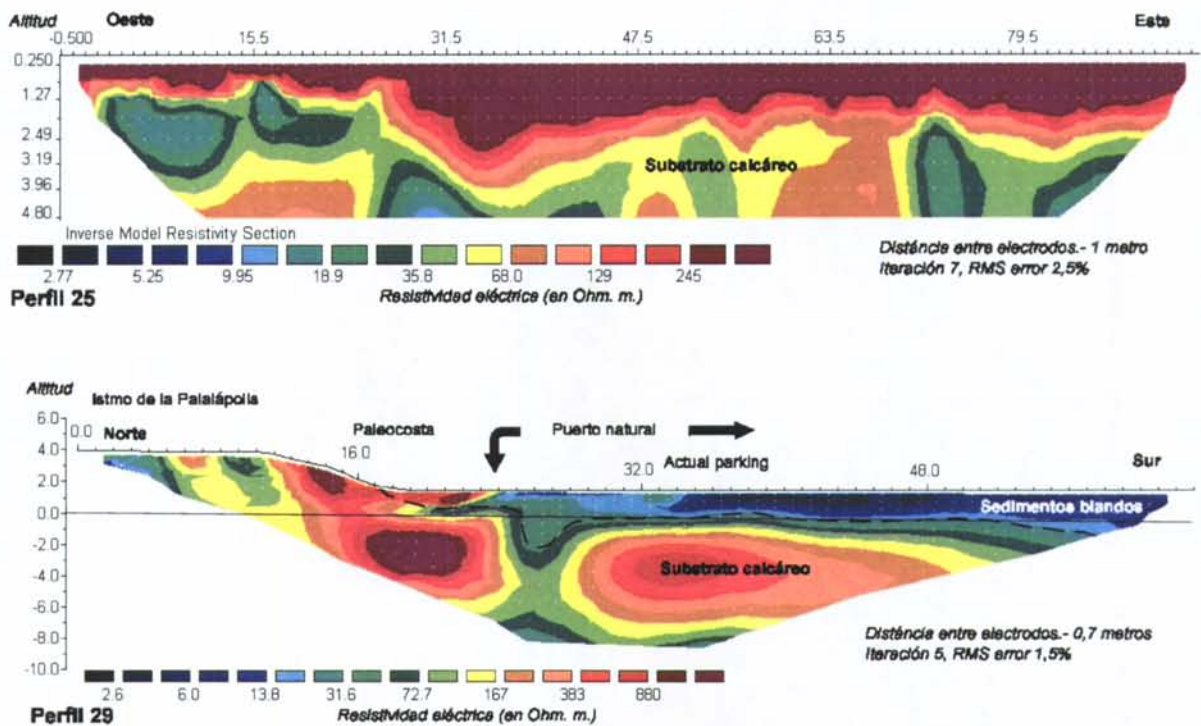 Altitud Oeste Este
-0.500 15.5 31.5 47.5 63.5 79.5
0.250
1.27
2.49
3.19
3.96
4.80
Substrato calcáreo
Inverse Model Resistivity Section
2.77 5.25 9.95 18.9 35.8 68.0 129 245
Distáncia entre electrodos.- 1 metro
Iteración 7, RMS error 2,5%
Perfil 25
Resistividad eléctrica (en Ohm. m.)
Altitud
Istmo de la Palaiápolis
6.0
0.0 Norte Paleocosta Puerto natural
4.0
16.0 32.0 Actual parking 48.0 Sur
2.0
Sedimentos blandos
0.0
-2.0
Substrato calcáreo
-4.0
-6.0
-8.0
-10.0
Distáncia entre electrodos.- 0,7 metros
Iteración 5, RMS error 1,5%
2.6 6.0 13.8 31.6 72.7 167 383 880
Perfil 29
Resistividad eléctrica (en Ohm. m.)